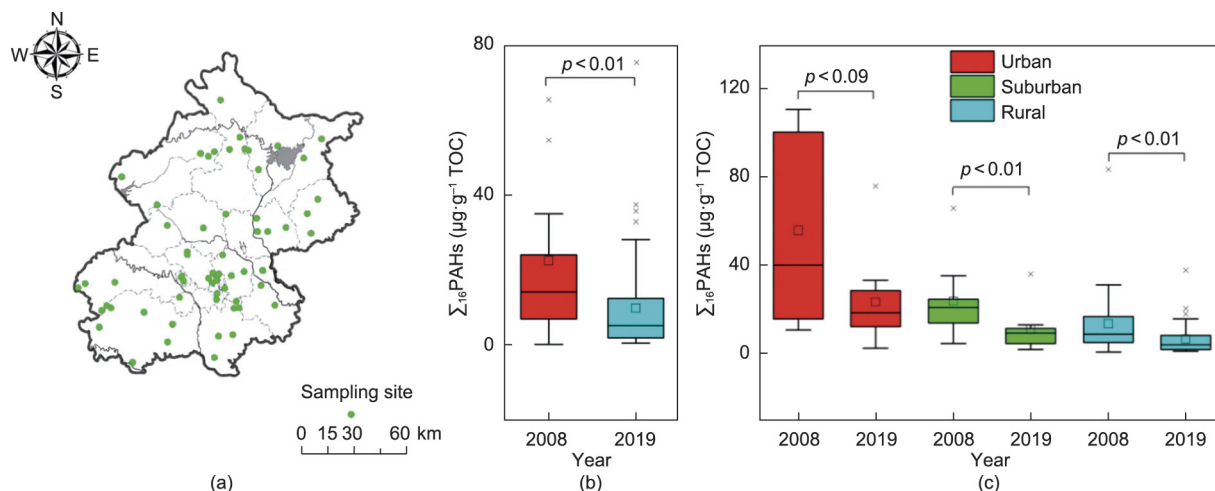 N
W E
S
Sampling site
0 15 30 60 km
(a)
80
40
0
Σ₁₆PAHs (μg·g⁻¹ TOC)
p < 0.01
2008 2019
Year
(b)
120
80
40
0
Σ₁₆PAHs (μg·g⁻¹ TOC)
Urban
Suburban
Rural
p < 0.09
p < 0.01
p < 0.01
2008 2019 2008 2019 2008 2019
Year
(c)